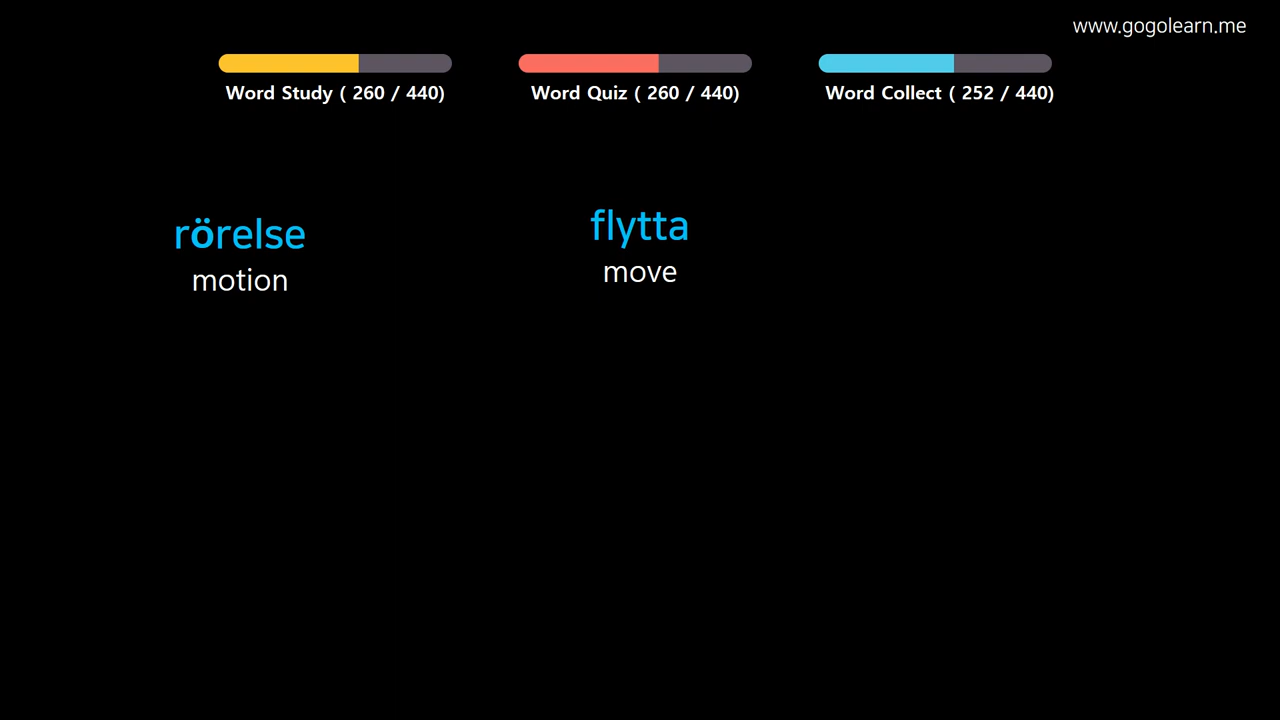 www.gogolearn.me
Word Study ( 260 / 440)
Word Quiz ( 260 / 440)
Word Collect ( 252 / 440)
rörelse
motion
flytta
move